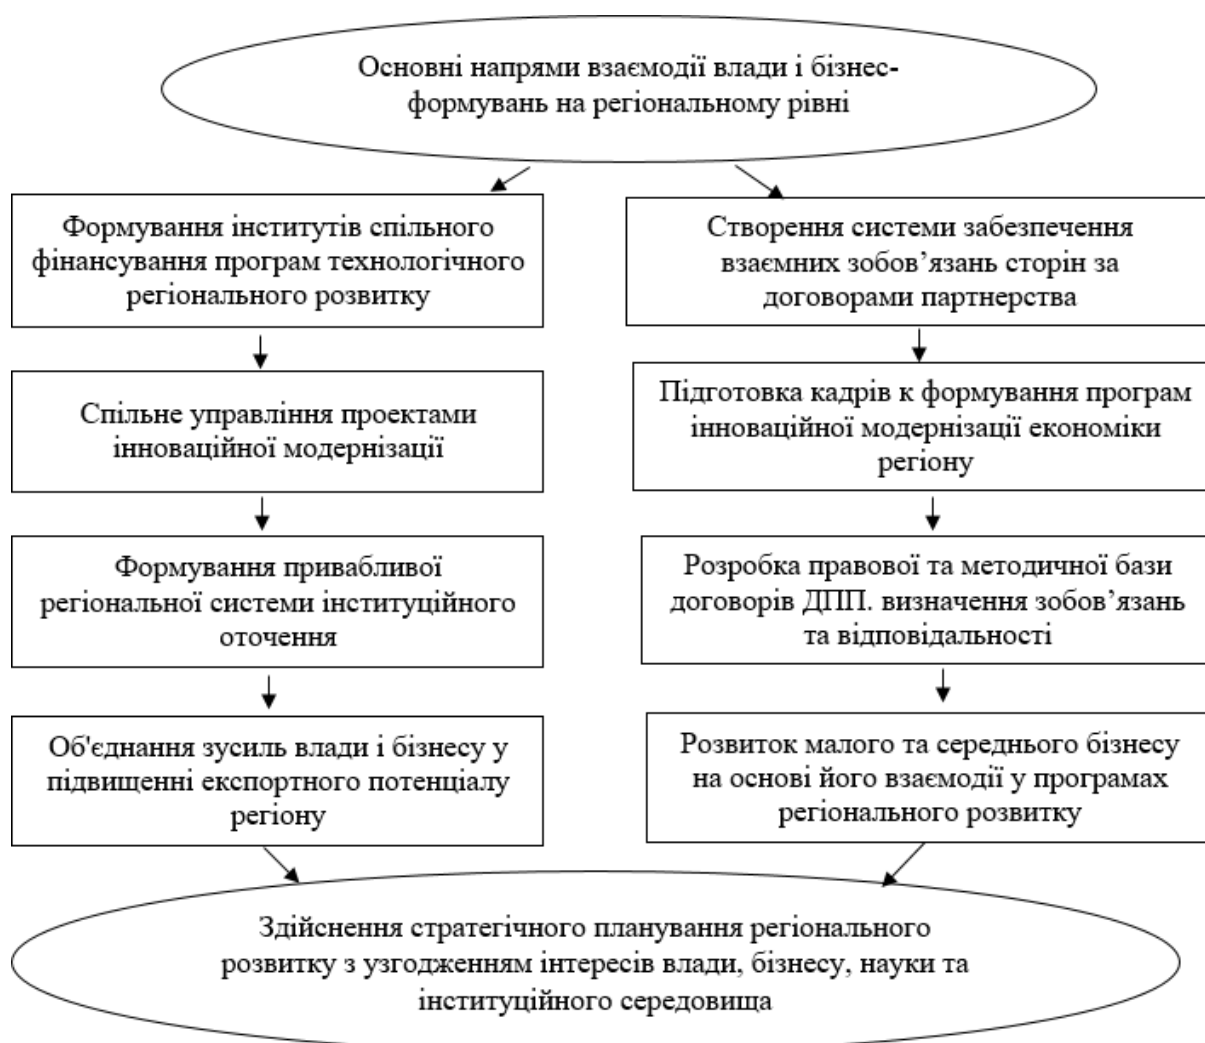 Основні напрями взаємодії влади і бізнес-
формувань на регіональному рівні
Формування інститутів спільного
фінансування програм технологічного
регіонального розвитку
Спільне управління проектами
інноваційної модернізації
Формування привабливої
регіональної системи інституційного
оточення
Об'єднання зусиль влади і бізнесу у
підвищенні експортного потенціалу
регіону
Створення системи забезпечення
взаємних зобов’язань сторін за
договорами партнерства
Підготовка кадрів к формування програм
інноваційної модернізації економіки
регіону
Розробка правової та методичної бази
договорів ДПП. визначення зобов’язань
та відповідальності
Розвиток малого та середнього бізнесу
на основі його взаємодії у програмах
регіонального розвитку
Здійснення стратегічного планування регіонального
розвитку з узгодженням інтересів влади, бізнесу, науки та
інституційного середовища